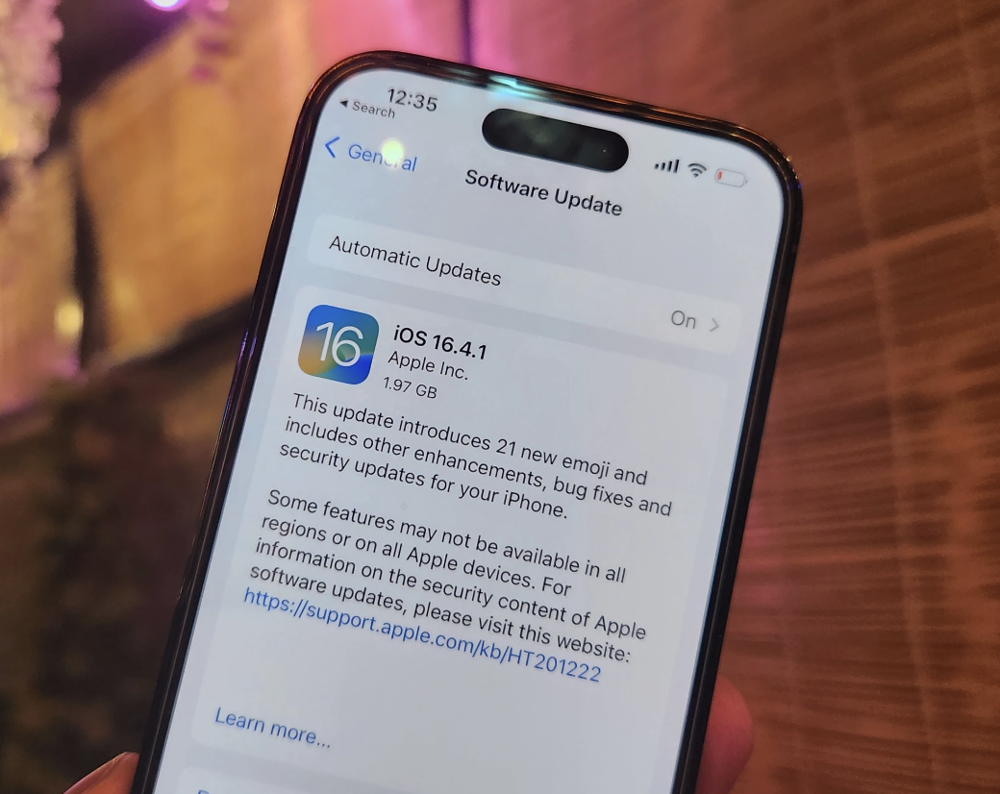 12:35
Search
General
Software Update
Automatic Updates
On
16
iOS 16.4.1
Apple Inc.
1.97 GB
This update introduces 21 new emoji and
includes other enhancements, bug fixes and
security updates for your iPhone.
Some features may not be available in all
regions or on all Apple devices. For
information on the security content of Apple
software updates, please visit this website:
https://support.apple.com/kb/HT201222
Learn more...